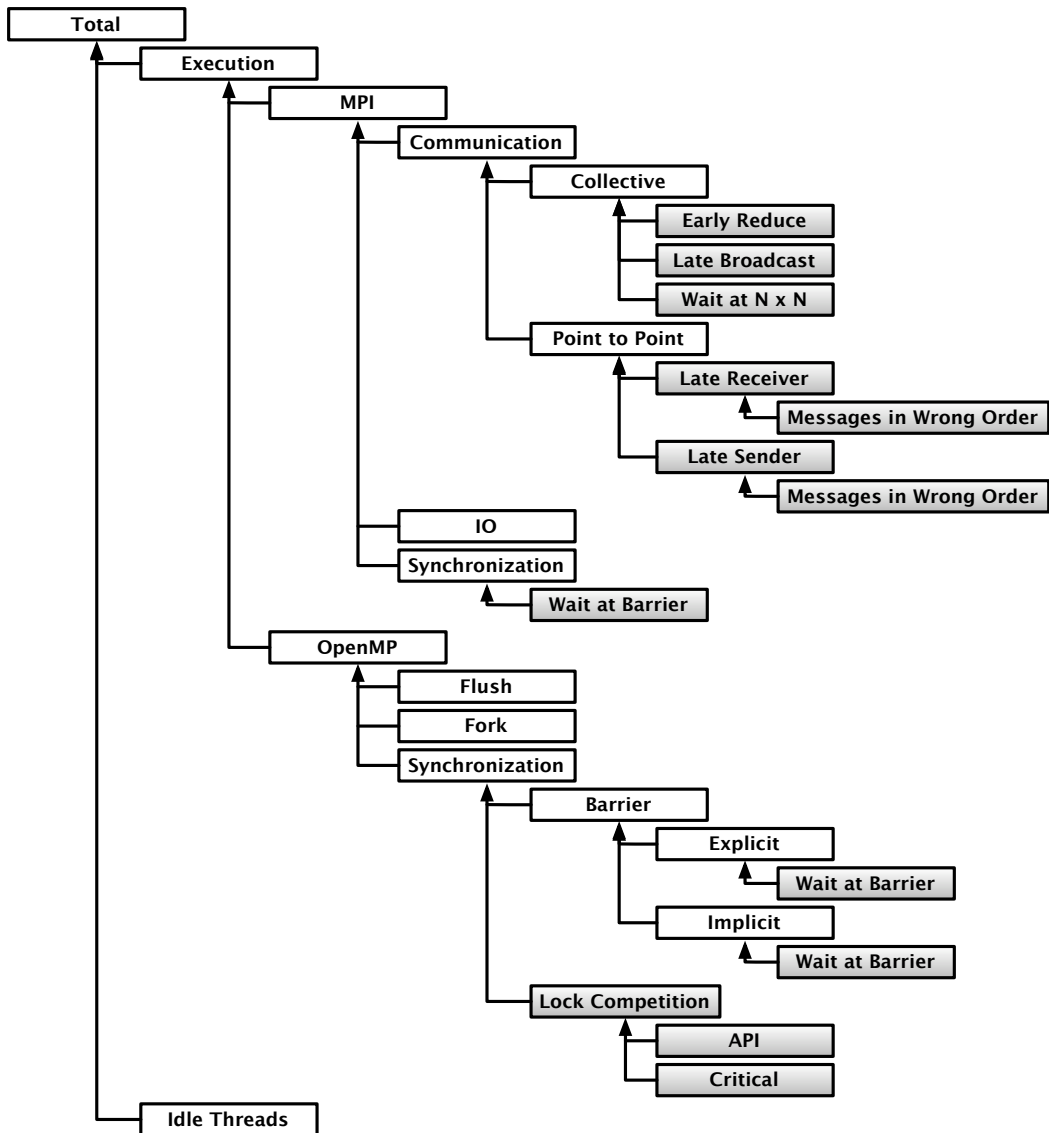 Total
Execution
MPI
Communication
Collective
Early Reduce
Late Broadcast
Wait at N x N
Point to Point
Late Receiver
Messages in Wrong Order
Late Sender
Messages in Wrong Order
IO
Synchronization
Wait at Barrier
OpenMP
Flush
Fork
Synchronization
Barrier
Explicit
Wait at Barrier
Implicit
Wait at Barrier
Lock Competition
API
Critical
Idle Threads